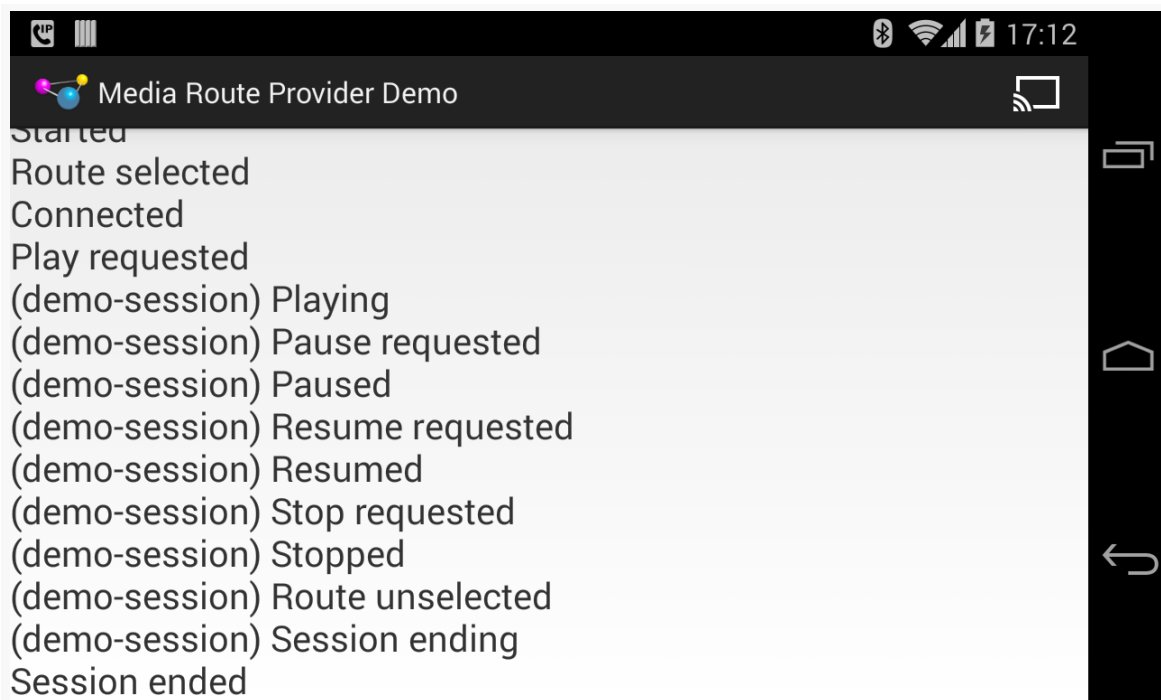 IP
17:12
Media Route Provider Demo
Started
Route selected
Connected
Play requested
(demo-session) Playing
(demo-session) Pause requested
(demo-session) Paused
(demo-session) Resume requested
(demo-session) Resumed
(demo-session) Stop requested
(demo-session) Stopped
(demo-session) Route unselected
(demo-session) Session ending
Session ended